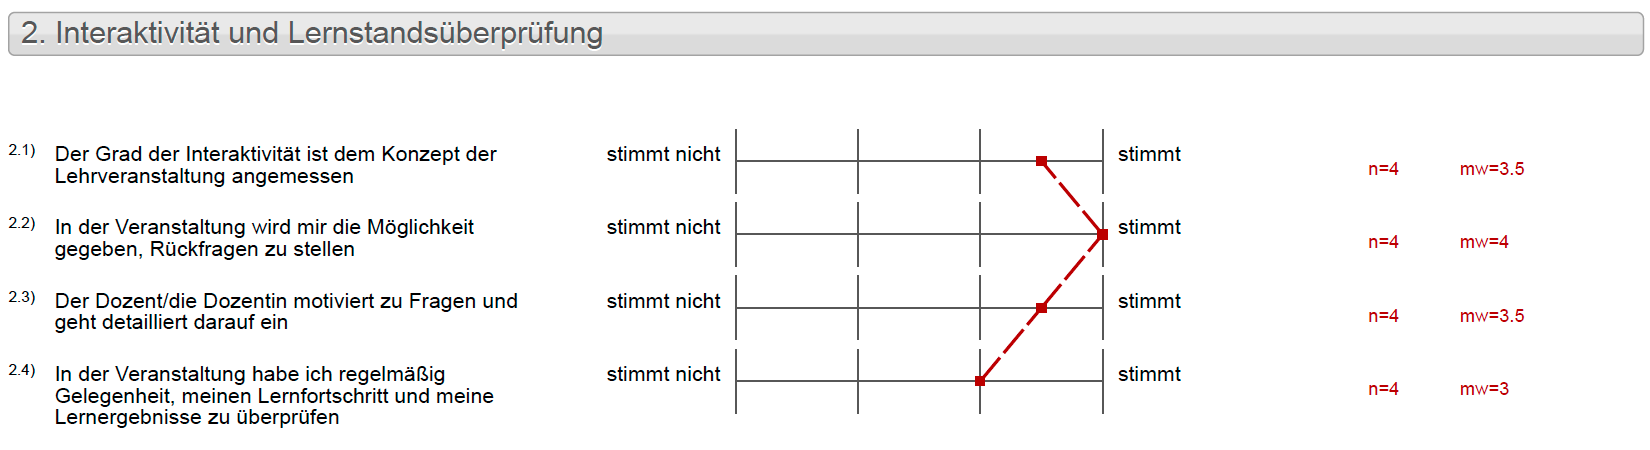 2. Interaktivität und Lernstandsüberprüfung
2.1) Der Grad der Interaktivität ist dem Konzept der
Lehrveranstaltung angemessen
stimmt nicht
stimmt
n=4
mw=3.5
2.2) In der Veranstaltung wird mir die Möglichkeit
gegeben, Rückfragen zu stellen
stimmt nicht
stimmt
n=4
mw=4
2.3) Der Dozent/die Dozentin motiviert zu Fragen und
geht detailliert darauf ein
stimmt nicht
stimmt
n=4
mw=3.5
2.4) In der Veranstaltung habe ich regelmäßig
Gelegenheit, meinen Lernfortschritt und meine
Lernergebnisse zu überprüfen
stimmt nicht
stimmt
n=4
mw=3